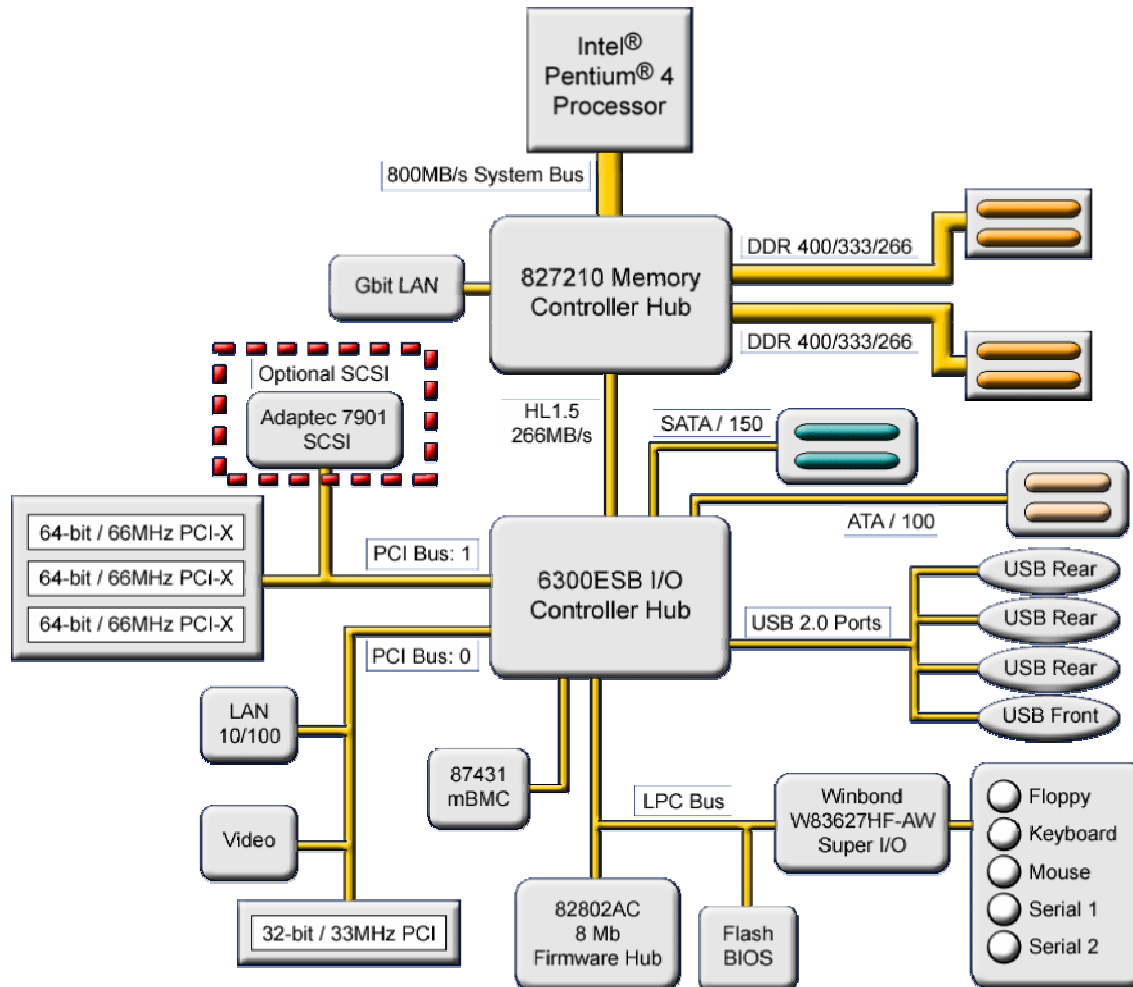 Intel®
Pentium® 4
Processor
800MB/s System Bus
DDR 400/333/266
Gbit LAN
827210 Memory
Controller Hub
DDR 400/333/266
Optional SCSI
Adaptec 7901
SCSI
HL1.5
266MB/s
SATA / 150
ATA / 100
64-bit / 66MHz PCI-X
64-bit / 66MHz PCI-X
64-bit / 66MHz PCI-X
PCI Bus: 1
6300ESB I/O
Controller Hub
PCI Bus: 0
USB 2.0 Ports
USB Rear
USB Rear
USB Rear
USB Front
LAN
10/100
Video
32-bit / 33MHz PCI
87431
mBMC
LPC Bus
82802AC
8 Mb
Firmware Hub
Flash
BIOS
Winbond
W83627HF-AW
Super I/O
Floppy
Keyboard
Mouse
Serial 1
Serial 2